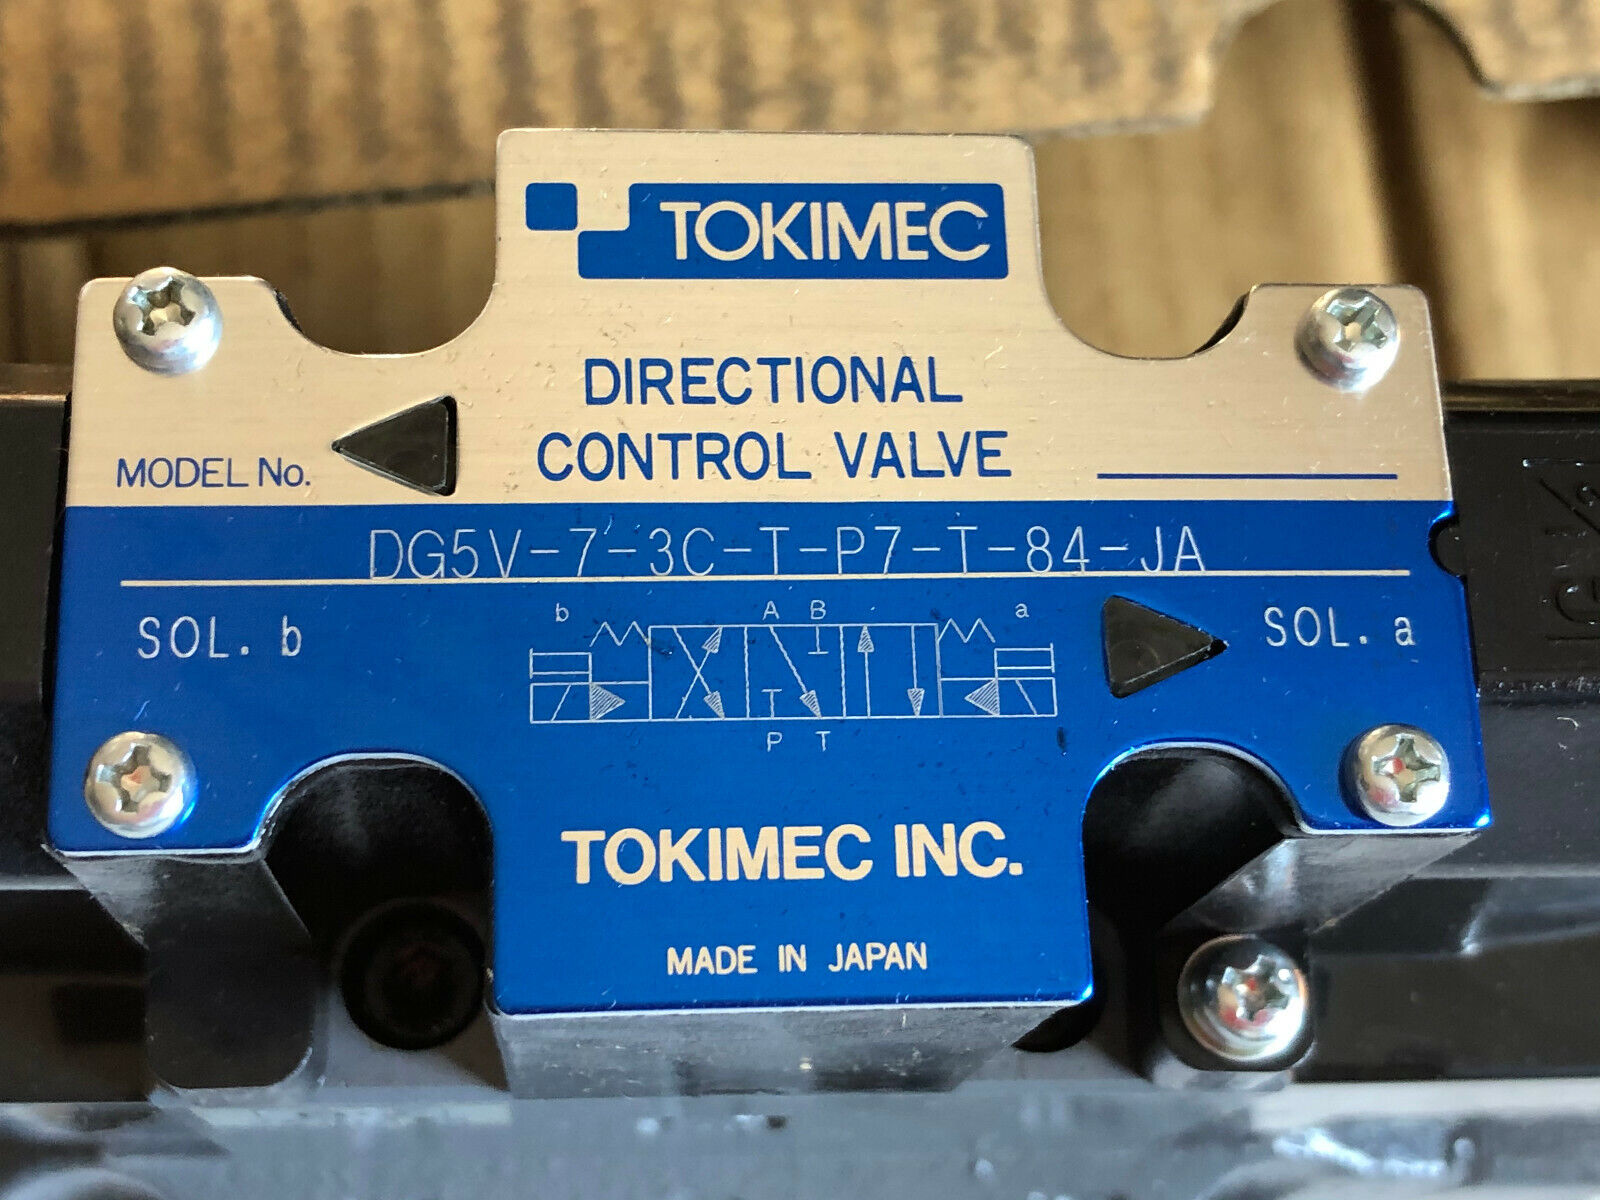 TOKIMEC
DIRECTIONAL
CONTROL VALVE
MODEL No.
DG5V-7-3C-T-P7-T-84-JA
b A B a
SOL. b
SOL. a
P T
TOKIMEC INC.
MADE IN JAPAN